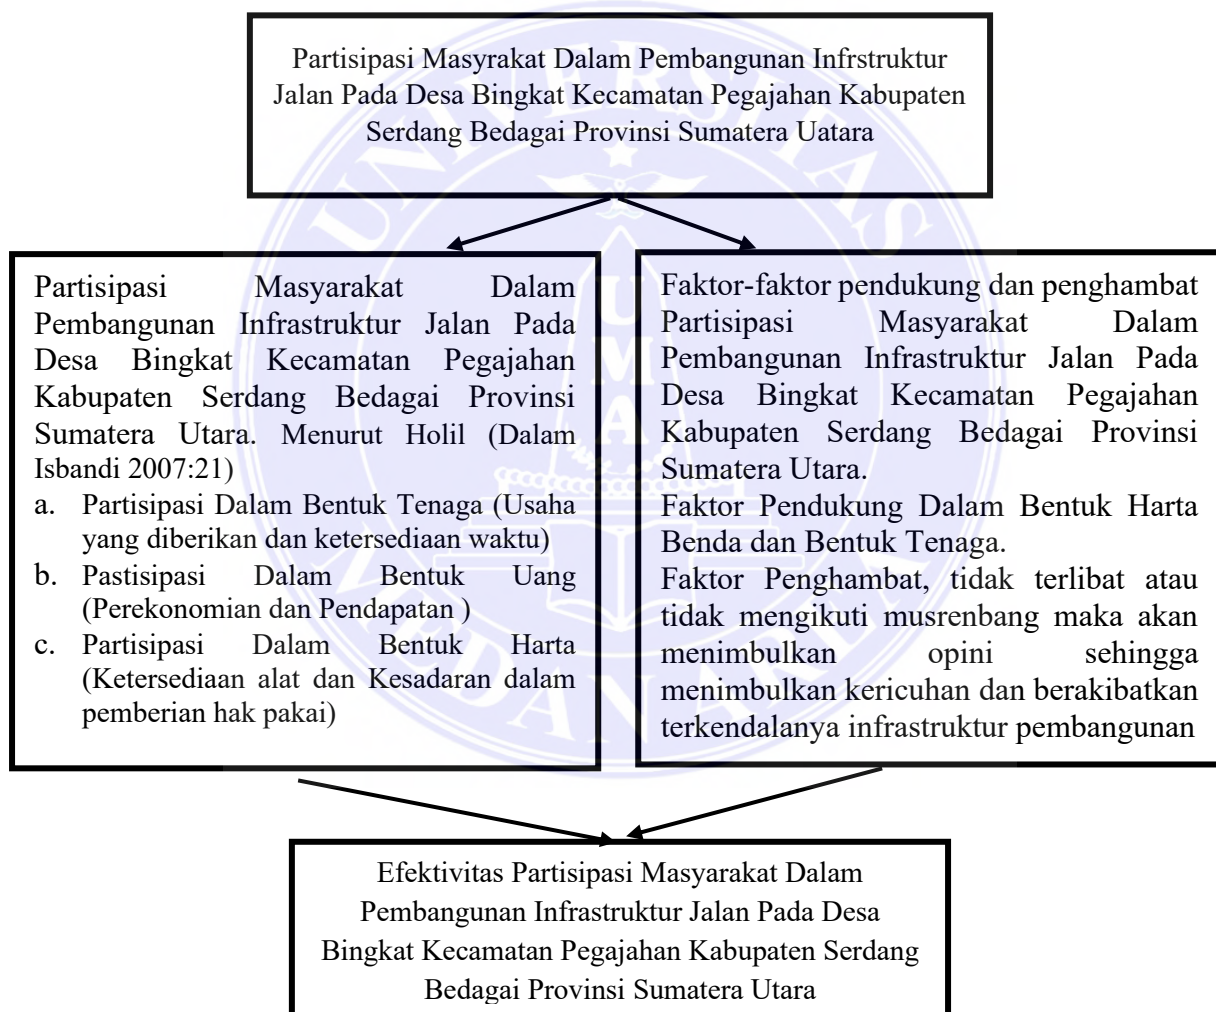 Partisipasi Masyrakat Dalam Pembangunan Infrstruktur
Jalan Pada Desa Bingkat Kecamatan Pegajahan Kabupaten
Serdang Bedagai Provinsi Sumatera Uatara
Partisipasi Masyarakat Dalam
Pembangunan Infrastruktur Jalan Pada
Desa Bingkat Kecamatan Pegajahan
Kabupaten Serdang Bedagai Provinsi
Sumatera Utara. Menurut Holil (Dalam
Isbandi 2007:21)
a. Partisipasi Dalam Bentuk Tenaga (Usaha
yang diberikan dan ketersediaan waktu)
b. Pastisipasi Dalam Bentuk Uang
(Perekonomian dan Pendapatan )
c. Partisipasi Dalam Bentuk Harta
(Ketersediaan alat dan Kesadaran dalam
pemberian hak pakai)
Faktor-faktor pendukung dan penghambat
Partisipasi Masyarakat Dalam
Pembangunan Infrastruktur Jalan Pada
Desa Bingkat Kecamatan Pegajahan
Kabupaten Serdang Bedagai Provinsi
Sumatera Utara.
Faktor Pendukung Dalam Bentuk Harta
Benda dan Bentuk Tenaga.
Faktor Penghambat, tidak terlibat atau
tidak mengikuti musrenbang maka akan
menimbulkan opini sehingga
menimbulkan kericuhan dan berakibatkan
terkendalanya infrastruktur pembangunan
Efektivitas Partisipasi Masyarakat Dalam
Pembangunan Infrastruktur Jalan Pada Desa
Bingkat Kecamatan Pegajahan Kabupaten Serdang
Bedagai Provinsi Sumatera Utara
UNIVERSITAS
MEDAN AREA
UMA